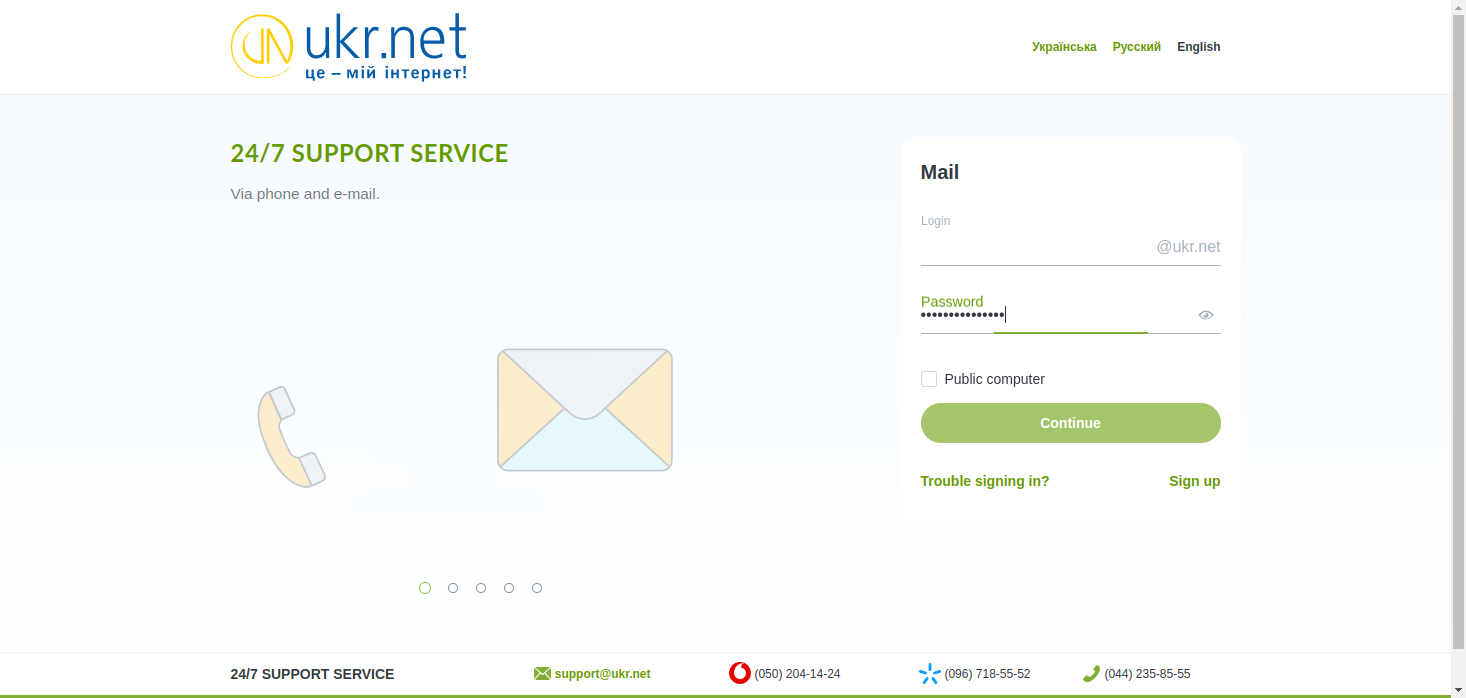 ukr.net
це – мій інтернет!
Українська Русский English
24/7 SUPPORT SERVICE
Via phone and e-mail.
Mail
Login
@ukr.net
Password
•••••••••••••••
Public computer
Continue
Trouble signing in? Sign up
24/7 SUPPORT SERVICE support@ukr.net (050) 204-14-24 (096) 718-55-52 (044) 235-85-55